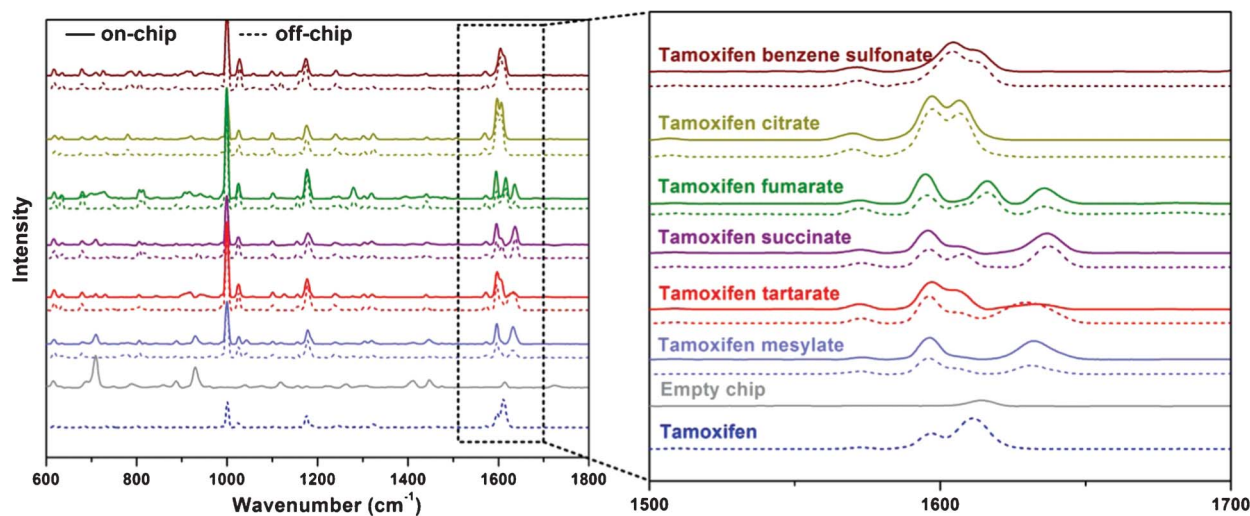 on-chip
off-chip
Intensity
600 800 1000 1200 1400 1600 1800
Wavenumber (cm-1)
Tamoxifen benzene sulfonate
Tamoxifen citrate
Tamoxifen fumarate
Tamoxifen succinate
Tamoxifen tartarate
Tamoxifen mesylate
Empty chip
Tamoxifen
1500 1600 1700